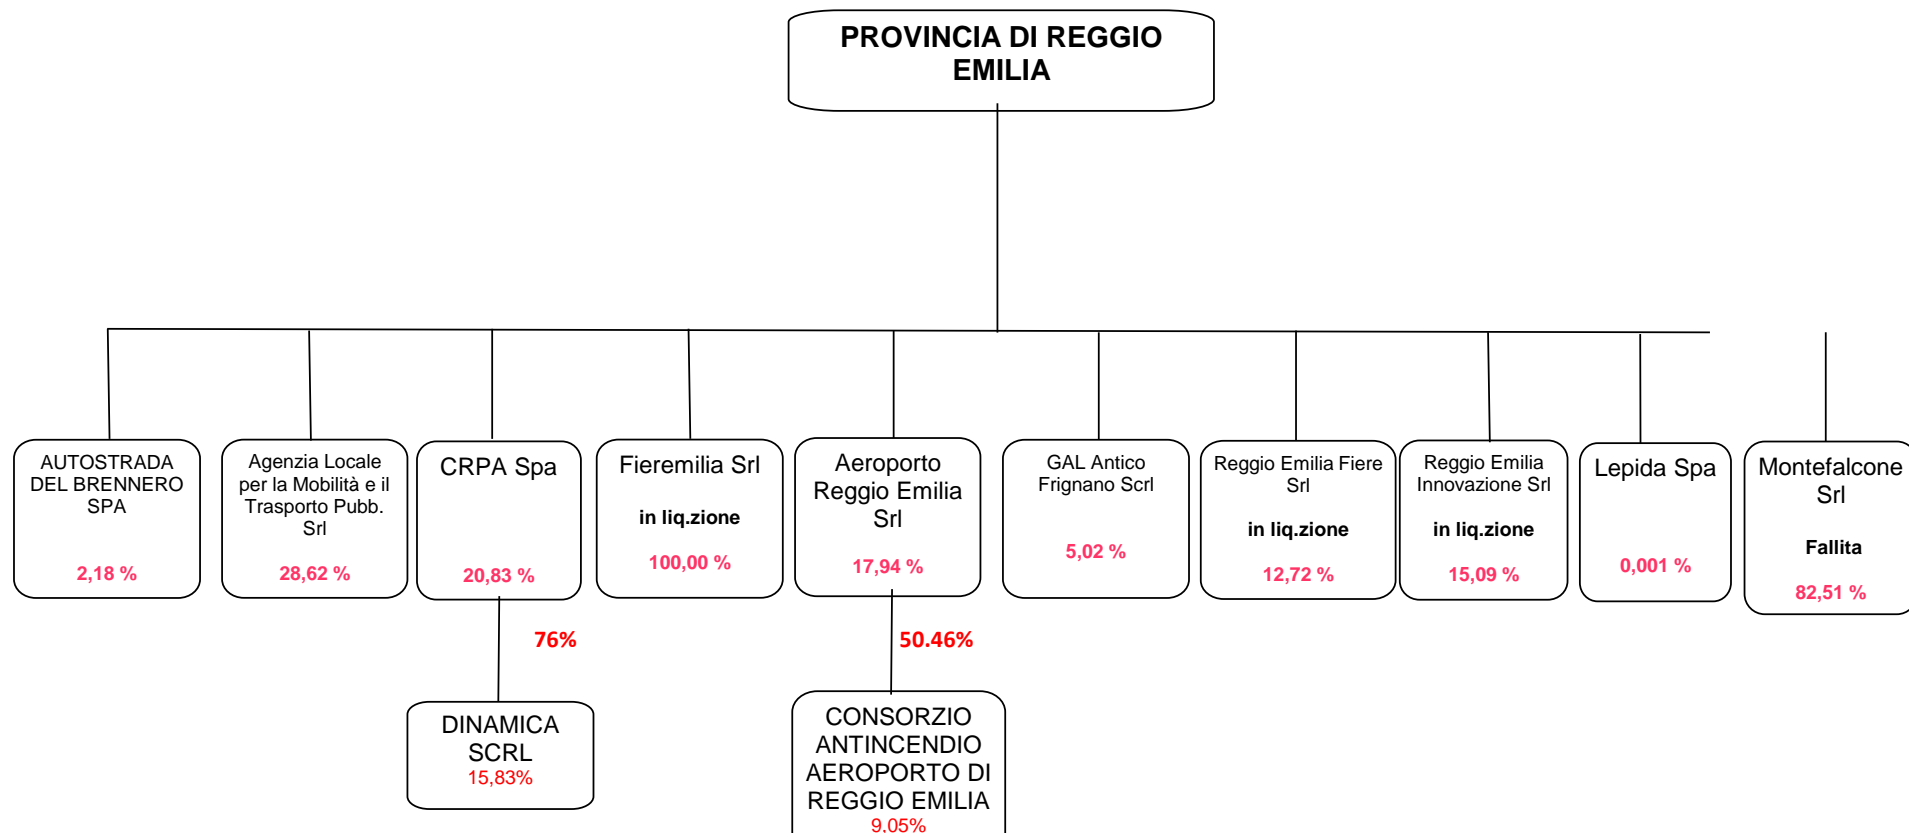 PROVINCIA DI REGGIO
EMILIA
AUTOSTRADA
DEL BRENNERO
SPA
2,18 %
Agenzia Locale
per la Mobilità e il
Trasporto Pubb.
Srl
28,62 %
CRPA Spa
20,83 %
Fieremilia Srl
in liq.zione
100,00 %
Aeroporto
Reggio Emilia
Srl
17,94 %
GAL Antico
Frignano Scrl
5,02 %
Reggio Emilia Fiere
Srl
in liq.zione
12,72 %
Reggio Emilia
Innovazione Srl
in liq.zione
15,09 %
Lepida Spa
0,001 %
Montefalcone
Srl
Fallita
82,51 %
76%
50.46%
DINAMICA
SCRL
15,83%
CONSORZIO
ANTINCENDIO
AEROPORTO DI
REGGIO EMILIA
9,05%